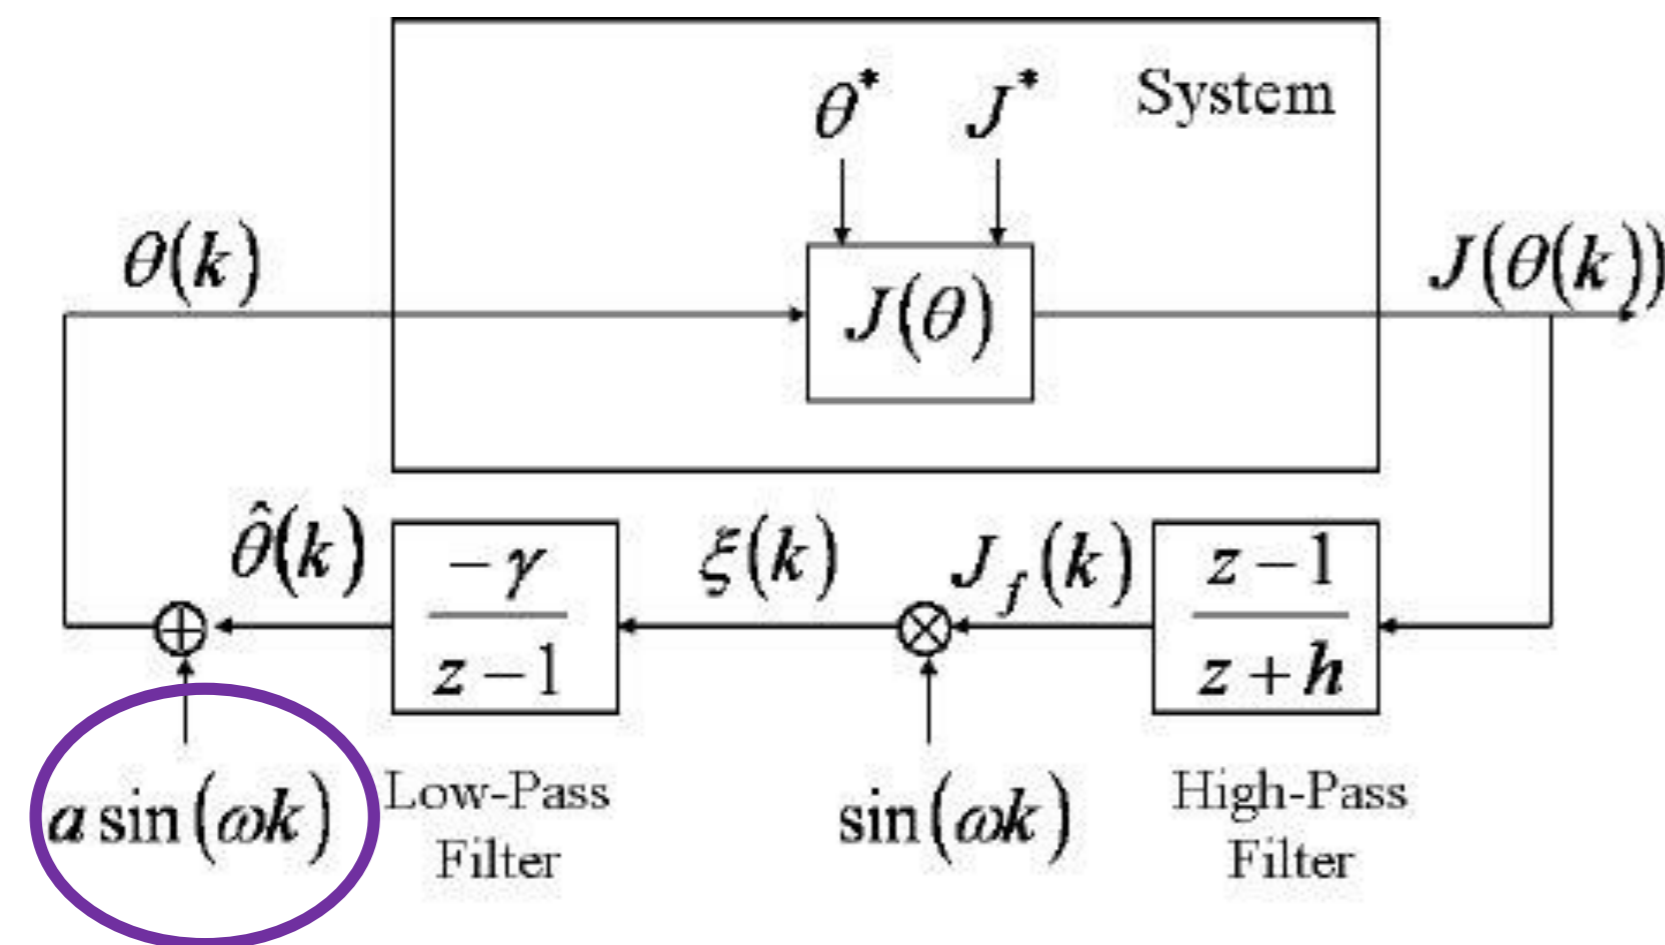 System
θ* J*
θ(k)
J(θ)
J(θ(k))
θ̂(k)
−γ
z−1
ξ(k)
J_f(k)
z−1
z+h
a sin(ωk)
Low-Pass
Filter
sin(ωk)
High-Pass
Filter